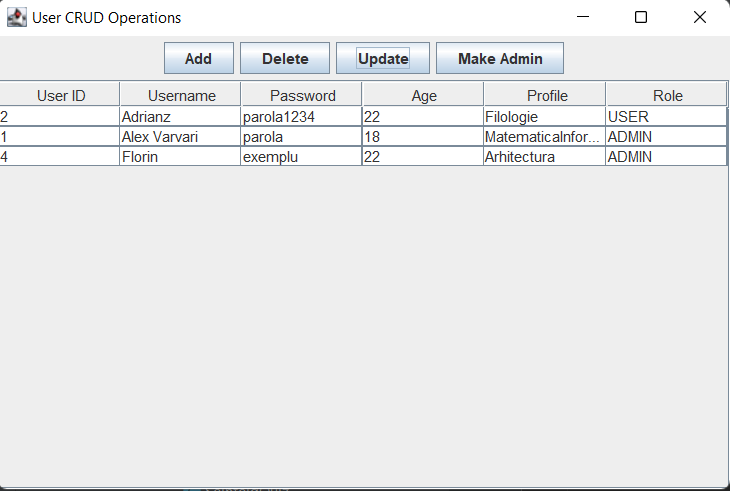 User CRUD Operations
Add Delete Update Make Admin
User ID Username Password Age Profile Role
2 Adrianz parola1234 22 Filologie USER
1 Alex Varvari parola 18 MatematicaInfor... ADMIN
4 Florin exemplu 22 Arhitectura ADMIN